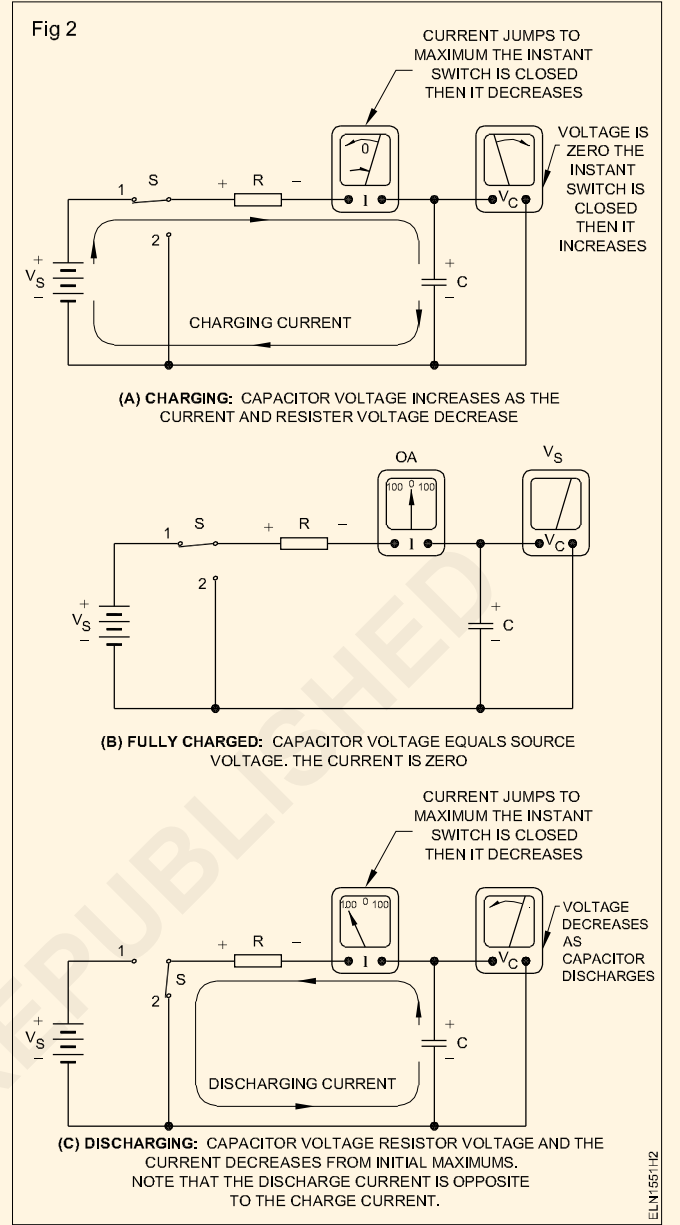 Fig 2
CURRENT JUMPS TO
MAXIMUM THE INSTANT
SWITCH IS CLOSED
THEN IT DECREASES
VOLTAGE IS
ZERO THE
INSTANT
SWITCH IS
CLOSED
THEN IT
INCREASES
0
1 S + R − I VC
2
+ VS −
+ C −
CHARGING CURRENT
(A) CHARGING: CAPACITOR VOLTAGE INCREASES AS THE
CURRENT AND RESISTER VOLTAGE DECREASE
OA VS
100 0 100
1 S + R − I VC
2
+ VS −
+ C −
(B) FULLY CHARGED: CAPACITOR VOLTAGE EQUALS SOURCE
VOLTAGE. THE CURRENT IS ZERO
CURRENT JUMPS TO
MAXIMUM THE INSTANT
SWITCH IS CLOSED
THEN IT DECREASES
100 0 100
VOLTAGE
DECREASES
AS
CAPACITOR
DISCHARGES
1 + R − I VC
2 S
+ VS −
+ C −
DISCHARGING CURRENT
(C) DISCHARGING: CAPACITOR VOLTAGE RESISTOR VOLTAGE AND THE
CURRENT DECREASES FROM INITIAL MAXIMUMS.
NOTE THAT THE DISCHARGE CURRENT IS OPPOSITE
TO THE CHARGE CURRENT.
ELN1551H2
REPUBLISHED